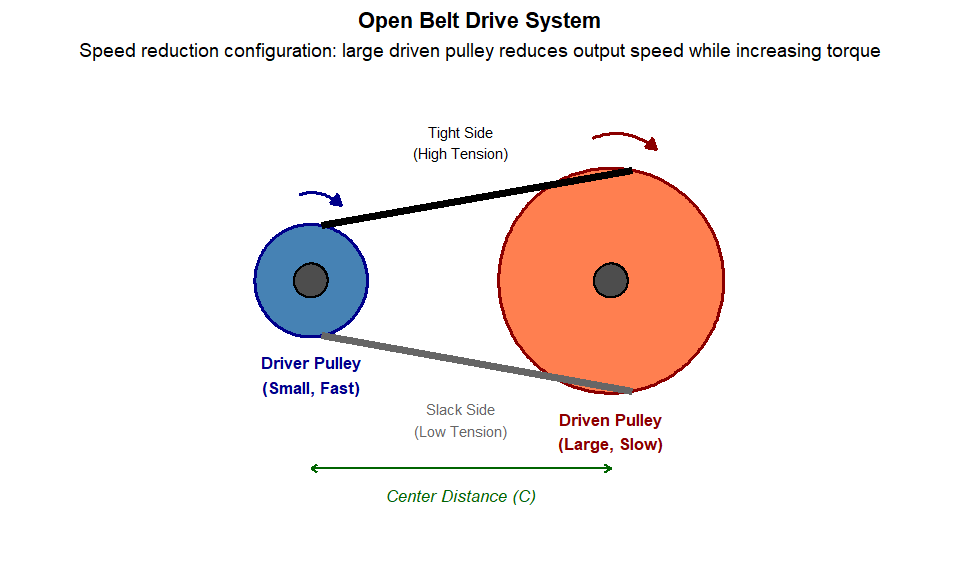 Open Belt Drive System
Speed reduction configuration: large driven pulley reduces output speed while increasing torque
Tight Side
(High Tension)
Driver Pulley
(Small, Fast)
Slack Side
(Low Tension)
Driven Pulley
(Large, Slow)
Center Distance (C)